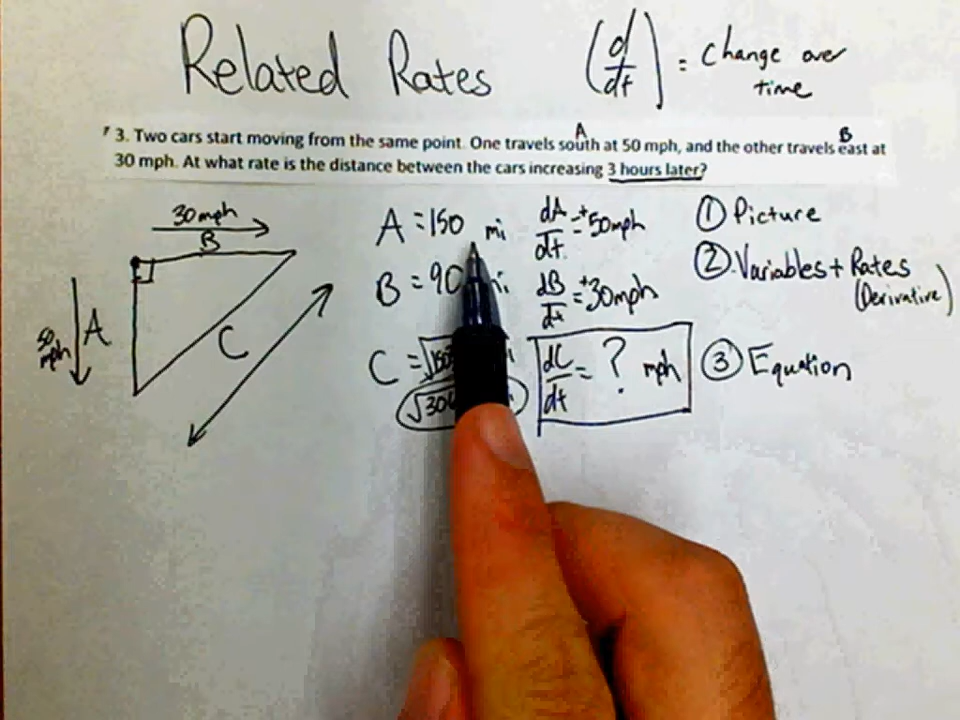 Related Rates
(d/dt) = Change over
time
A B
3. Two cars start moving from the same point. One travels south at 50 mph, and the other travels east at
30 mph. At what rate is the distance between the cars increasing 3 hours later?
30mph
B
50
mph
A
C
A = 150 mi dA/dt = +50mph
B = 90 dB/dt = +30mph
C = dC/dt = ? mph
① Picture
② Variables + Rates
(Derivative)
③ Equation